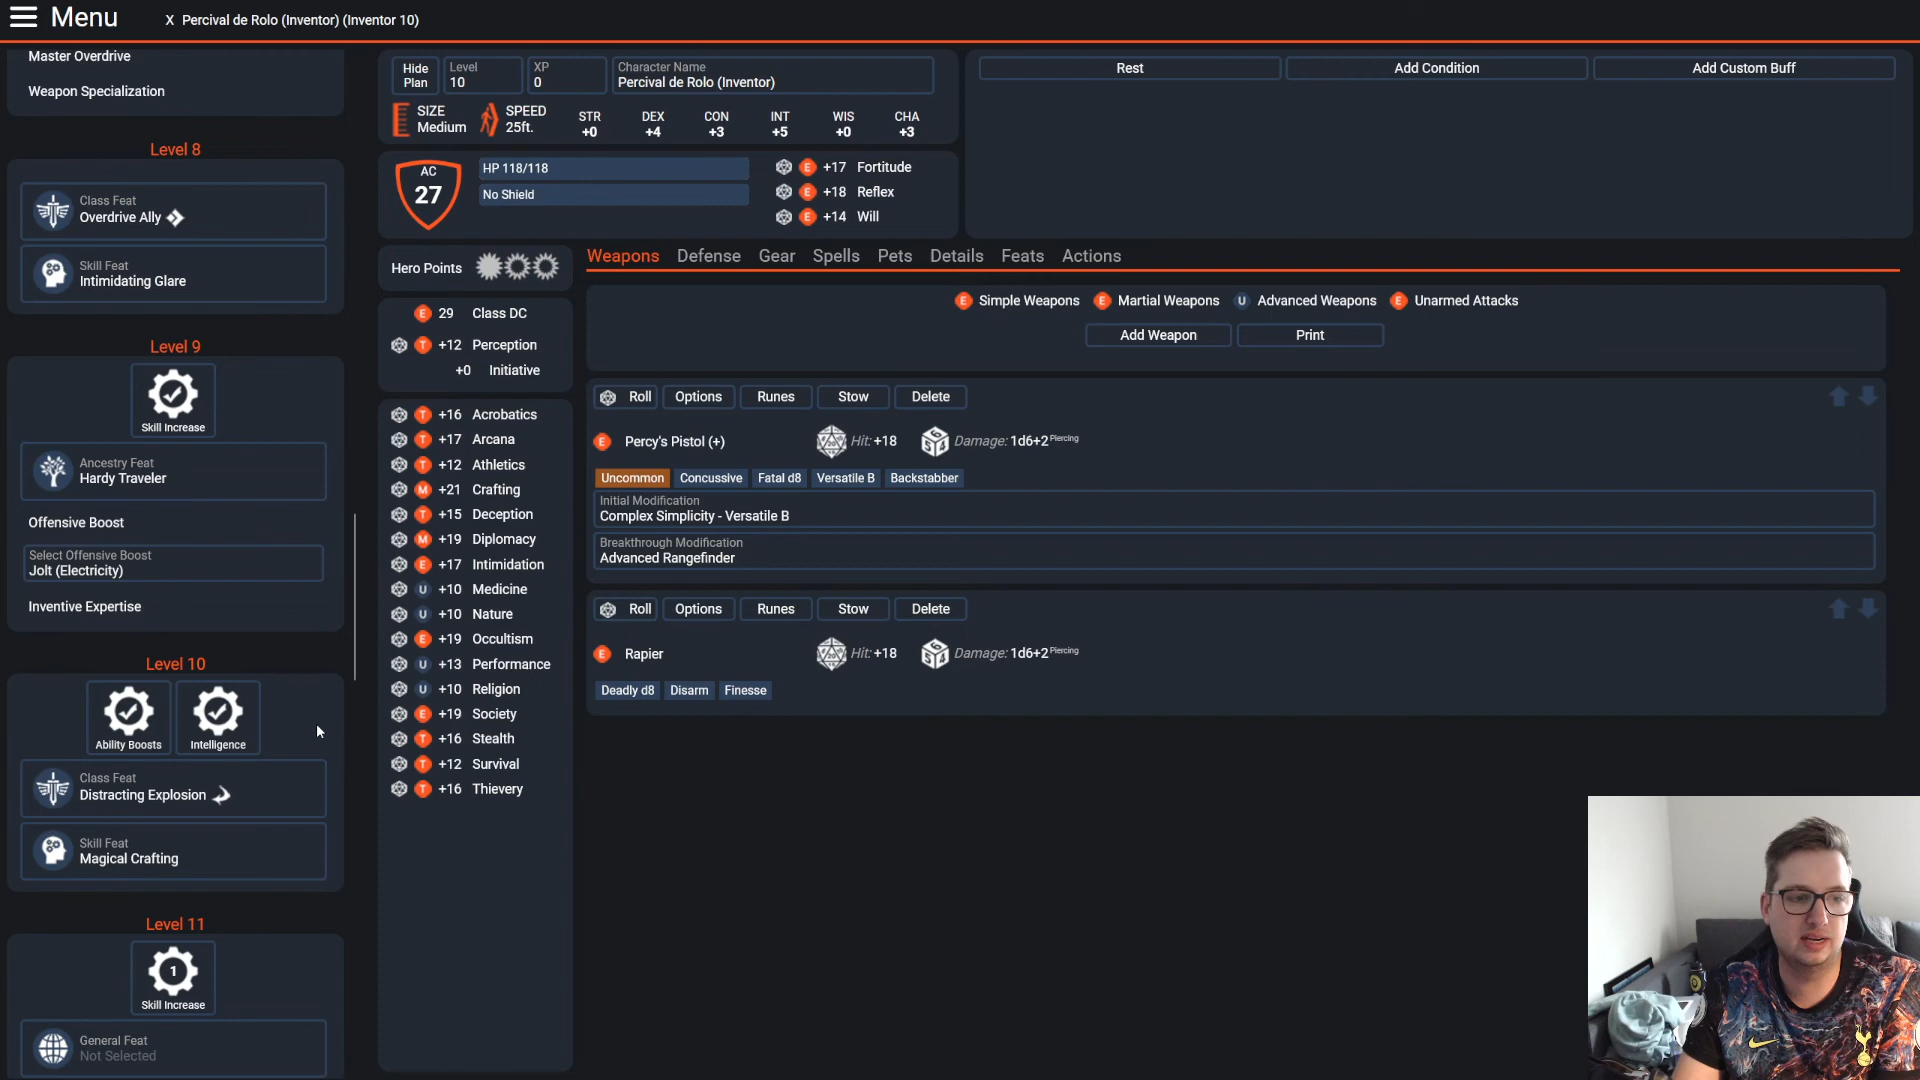 Menu
X Percival de Rolo (Inventor) (Inventor 10)
Master Overdrive
Weapon Specialization
Level 8
Class Feat
Overdrive Ally
Skill Feat
Intimidating Glare
Level 9
Skill Increase
Ancestry Feat
Hardy Traveler
Offensive Boost
Select Offensive Boost
Jolt (Electricity)
Inventive Expertise
Level 10
Ability Boosts
Intelligence
Class Feat
Distracting Explosion
Skill Feat
Magical Crafting
Level 11
1
Skill Increase
General Feat
Not Selected
Hide Plan
Level
10
XP
0
Character Name
Percival de Rolo (Inventor)
SIZE
Medium
SPEED
25ft.
STR
+0
DEX
+4
CON
+3
INT
+5
WIS
+0
CHA
+3
AC
27
HP 118/118
No Shield
E +17 Fortitude
E +18 Reflex
E +14 Will
Rest
Add Condition
Add Custom Buff
Hero Points
E 29 Class DC
T +12 Perception
+0 Initiative
T +16 Acrobatics
T +17 Arcana
T +12 Athletics
M +21 Crafting
T +15 Deception
M +19 Diplomacy
E +17 Intimidation
U +10 Medicine
U +10 Nature
E +19 Occultism
U +13 Performance
U +10 Religion
E +19 Society
T +16 Stealth
T +12 Survival
T +16 Thievery
Weapons Defense Gear Spells Pets Details Feats Actions
E Simple Weapons E Martial Weapons U Advanced Weapons E Unarmed Attacks
Add Weapon
Print
Roll Options Runes Stow Delete
E Percy's Pistol (+) Hit: +18 Damage: 1d6+2 Piercing
Uncommon Concussive Fatal d8 Versatile B Backstabber
Initial Modification
Complex Simplicity - Versatile B
Breakthrough Modification
Advanced Rangefinder
Roll Options Runes Stow Delete
E Rapier Hit: +18 Damage: 1d6+2 Piercing
Deadly d8 Disarm Finesse